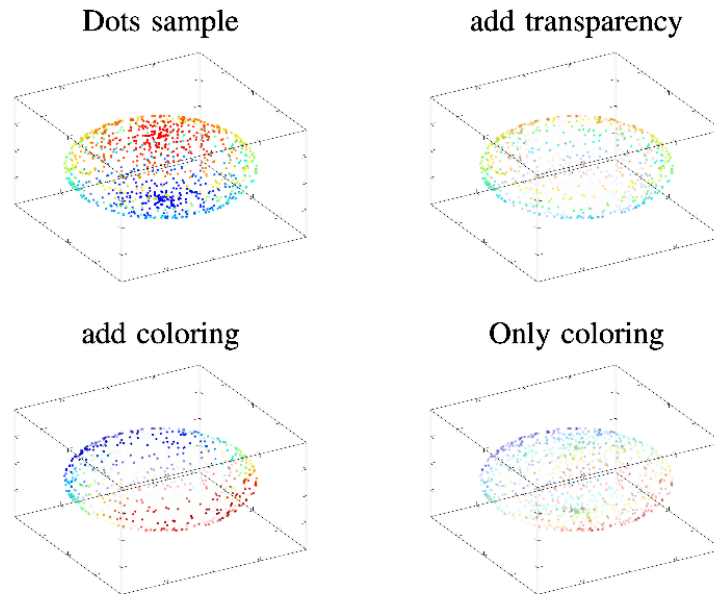 Dots sample
add transparency
add coloring
Only coloring